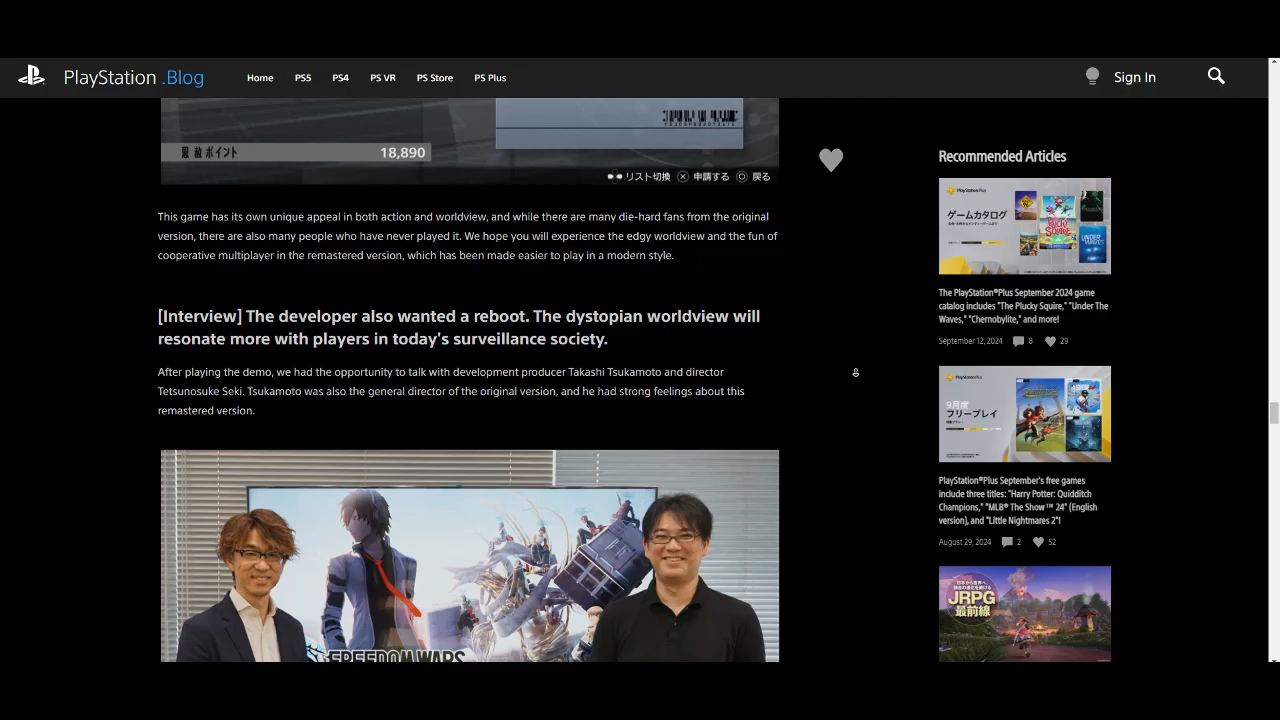 PlayStation .Blog
Home
PS5
PS4
PS VR
PS Store
PS Plus
Sign In
恩赦ポイント
18,890
リスト切換
申請する
戻る
This game has its own unique appeal in both action and worldview, and while there are many die-hard fans from the original
version, there are also many people who have never played it. We hope you will experience the edgy worldview and the fun of
cooperative multiplayer in the remastered version, which has been made easier to play in a modern style.
[Interview] The developer also wanted a reboot. The dystopian worldview will
resonate more with players in today's surveillance society.
After playing the demo, we had the opportunity to talk with development producer Takashi Tsukamoto and director
Tetsunosuke Seki. Tsukamoto was also the general director of the original version, and he had strong feelings about this
remastered version.
FREEDOM WARS
Recommended Articles
PlayStation Plus
ゲームカタログ
UNDER
WAVES
The PlayStation®Plus September 2024 game
catalog includes "The Plucky Squire," "Under The
Waves," "Chernobylite," and more!
September 12, 2024
8
29
PlayStation Plus
9月度
フリープレイ
PlayStation®Plus September's free games
include three titles: "Harry Potter: Quidditch
Champions," "MLB® The Show ™ 24" (English
version), and "Little Nightmares 2"!
August 29, 2024
2
52
JRPG
最前線